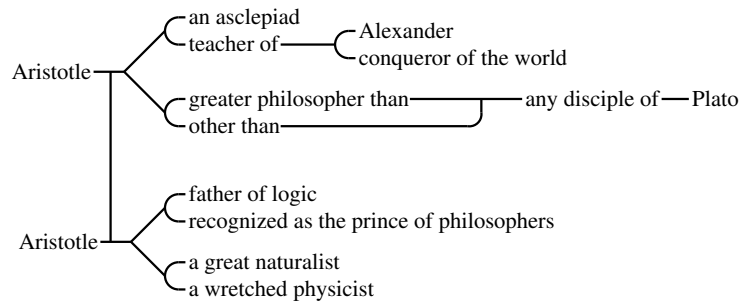 an asclepiad
teacher of
Alexander
conqueror of the world
Aristotle
greater philosopher than
any disciple of
Plato
other than
father of logic
recognized as the prince of philosophers
Aristotle
a great naturalist
a wretched physicist